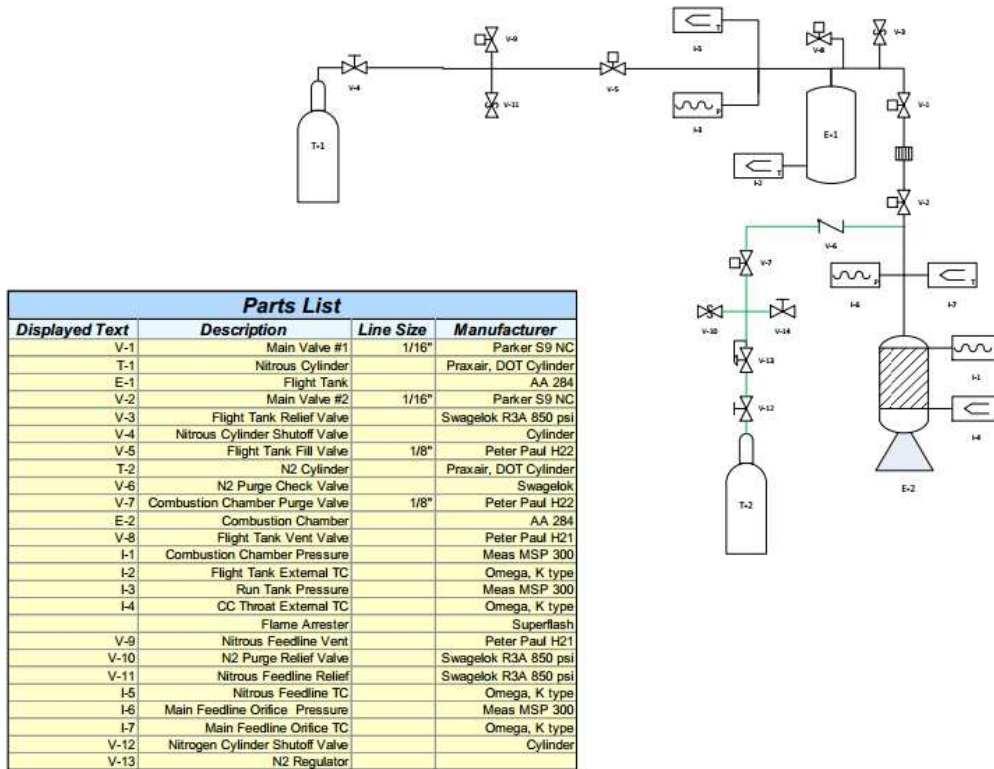 V-9
I-5
T
V-8
V-3
V-4
V-11
V-5
I-3
P
V-1
T-1
E-1
I-2
T
V-2
V-6
V-7
P
T
I-6
I-7
V-10
V-14
V-13
I-1
V-12
I-4
E-2
T-2
Parts List
Displayed Text Description Line Size Manufacturer
V-1 Main Valve #1 1/16" Parker S9 NC
T-1 Nitrous Cylinder Praxair, DOT Cylinder
E-1 Flight Tank AA 284
V-2 Main Valve #2 1/16" Parker S9 NC
V-3 Flight Tank Relief Valve Swagelok R3A 850 psi
V-4 Nitrous Cylinder Shutoff Valve Cylinder
V-5 Flight Tank Fill Valve 1/8" Peter Paul H22
T-2 N2 Cylinder Praxair, DOT Cylinder
V-6 N2 Purge Check Valve Swagelok
V-7 Combustion Chamber Purge Valve 1/8" Peter Paul H22
E-2 Combustion Chamber AA 284
V-8 Flight Tank Vent Valve Peter Paul H21
I-1 Combustion Chamber Pressure Meas MSP 300
I-2 Flight Tank External TC Omega, K type
I-3 Run Tank Pressure Meas MSP 300
I-4 CC Throat External TC Omega, K type
Flame Arrester Superflash
V-9 Nitrous Feedline Vent Peter Paul H21
V-10 N2 Purge Relief Valve Swagelok R3A 850 psi
V-11 Nitrous Feedline Relief Swagelok R3A 850 psi
I-5 Nitrous Feedline TC Omega, K type
I-6 Main Feedline Orifice Pressure Meas MSP 300
I-7 Main Feedline Orifice TC Omega, K type
V-12 Nitrogen Cylinder Shutoff Valve Cylinder
V-13 N2 Regulator